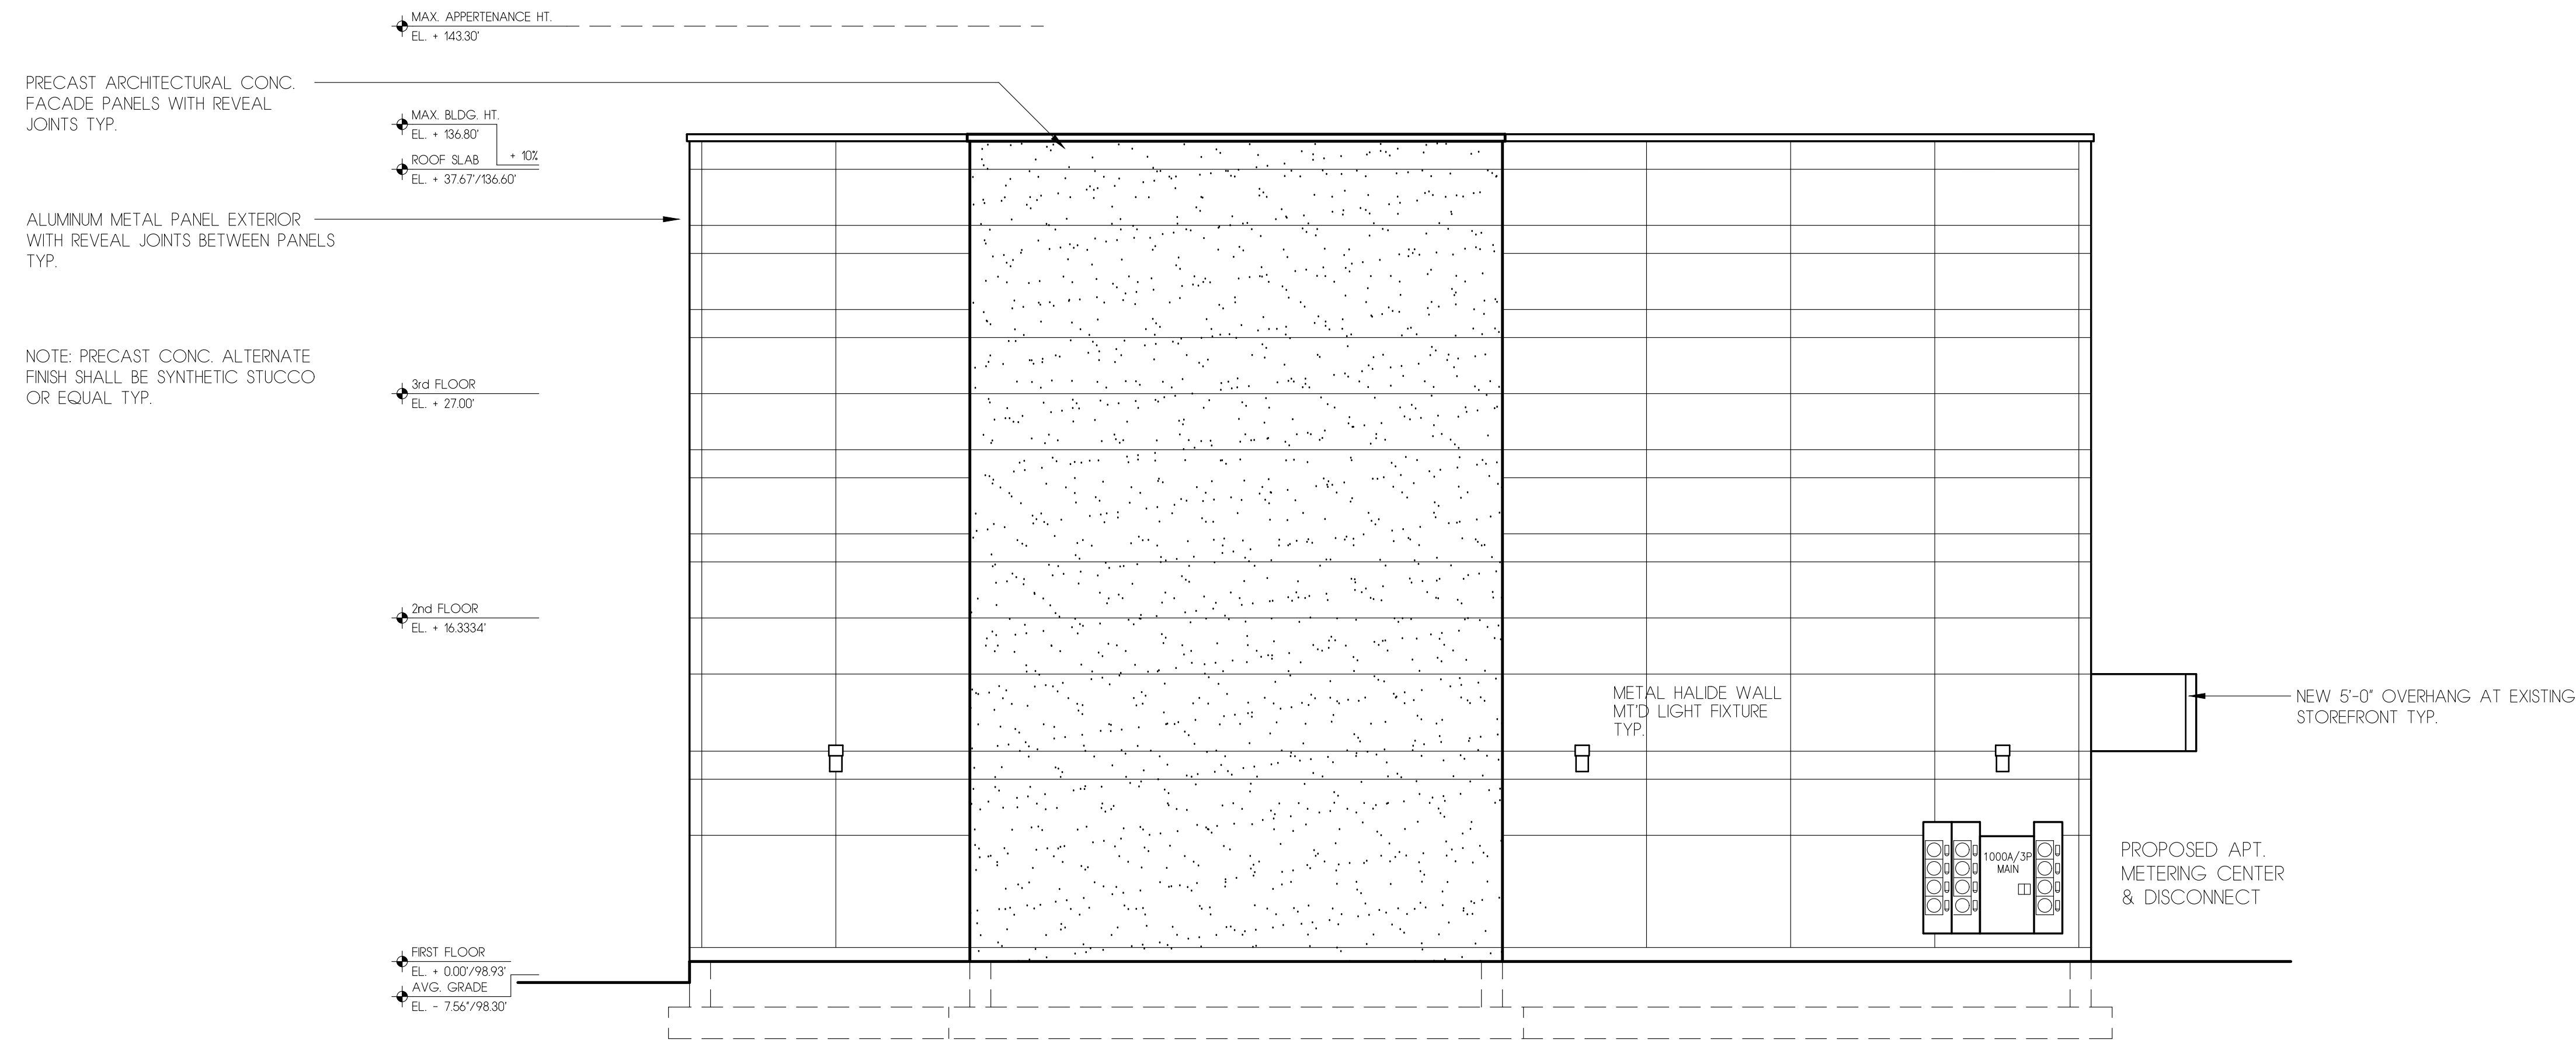 MAX. APPERTENANCE HT.
EL. + 143.30'
PRECAST ARCHITECTURAL CONC.
FACADE PANELS WITH REVEAL
JOINTS TYP.
MAX. BLDG. HT.
EL. + 136.80'
+ 10%
ROOF SLAB
EL. + 37.67'/136.60'
ALUMINUM METAL PANEL EXTERIOR
WITH REVEAL JOINTS BETWEEN PANELS
TYP.
NOTE: PRECAST CONC. ALTERNATE
FINISH SHALL BE SYNTHETIC STUCCO
OR EQUAL TYP.
3rd FLOOR
EL. + 27.00'
2nd FLOOR
EL. + 16.3334'
METAL HALIDE WALL
MT'D LIGHT FIXTURE
TYP.
NEW 5'-0" OVERHANG AT EXISTING
STOREFRONT TYP.
1000A/3P
MAIN
PROPOSED APT.
METERING CENTER
& DISCONNECT
FIRST FLOOR
EL. + 0.00'/98.93'
AVG. GRADE
EL. - 7.56"/98.30'